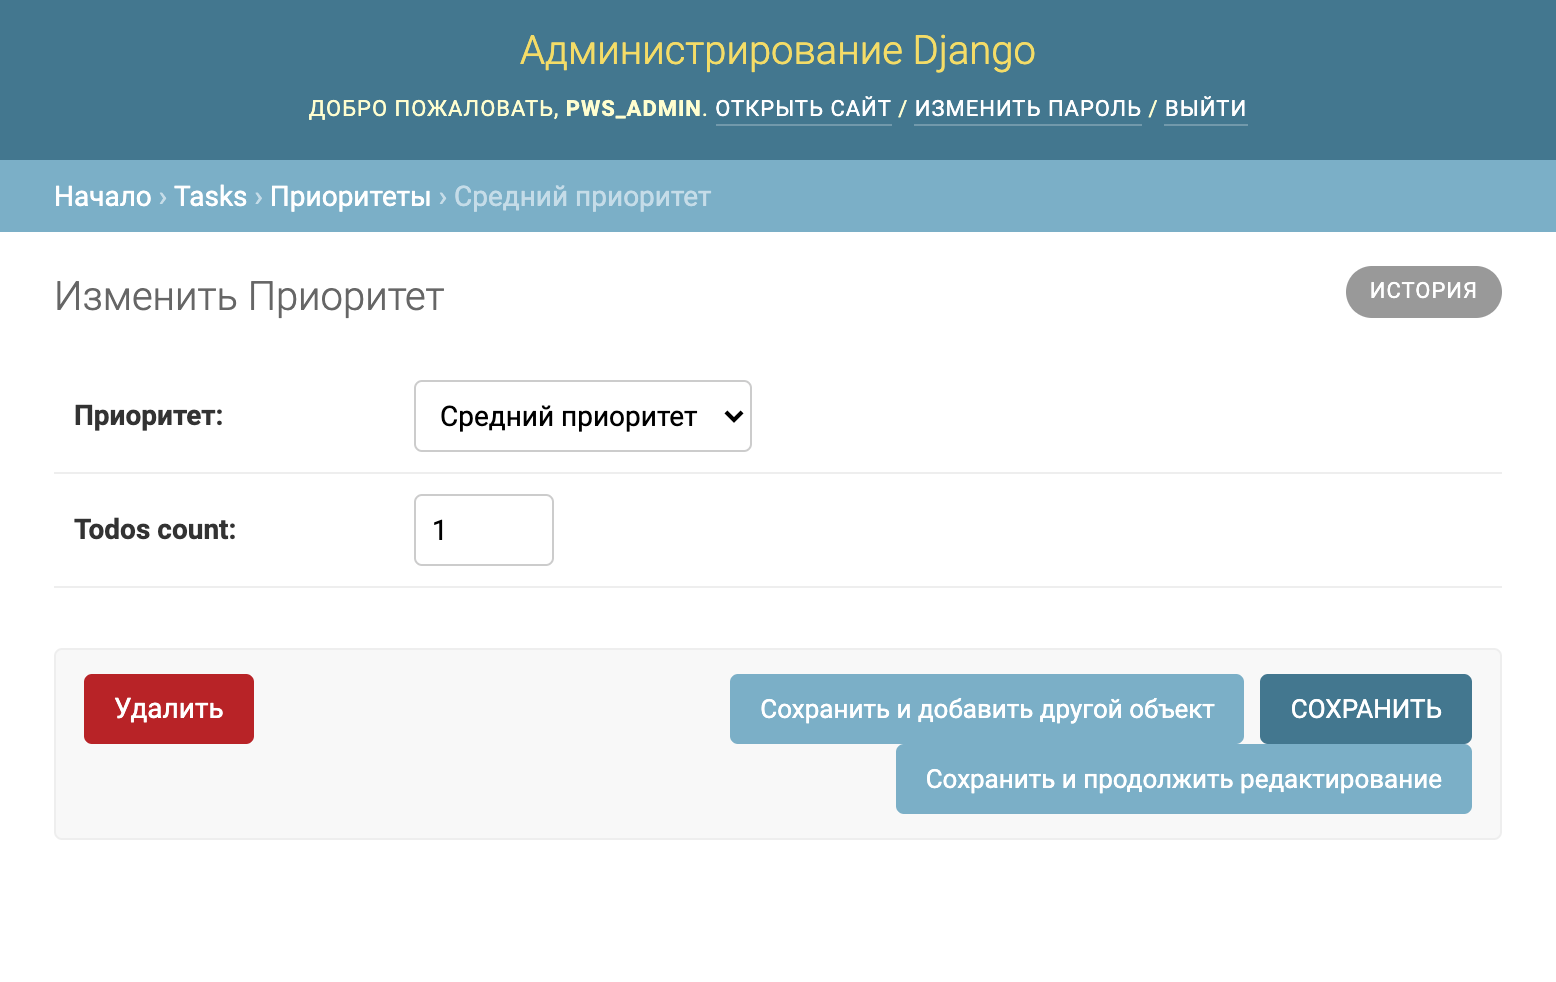 Администрирование Django
ДОБРО ПОЖАЛОВАТЬ, PWS_ADMIN. ОТКРЫТЬ САЙТ / ИЗМЕНИТЬ ПАРОЛЬ / ВЫЙТИ
Начало › Tasks › Приоритеты › Средний приоритет
Изменить Приоритет
ИСТОРИЯ
Приоритет: Средний приоритет
Todos count: 1
Удалить
Сохранить и добавить другой объект
СОХРАНИТЬ
Сохранить и продолжить редактирование